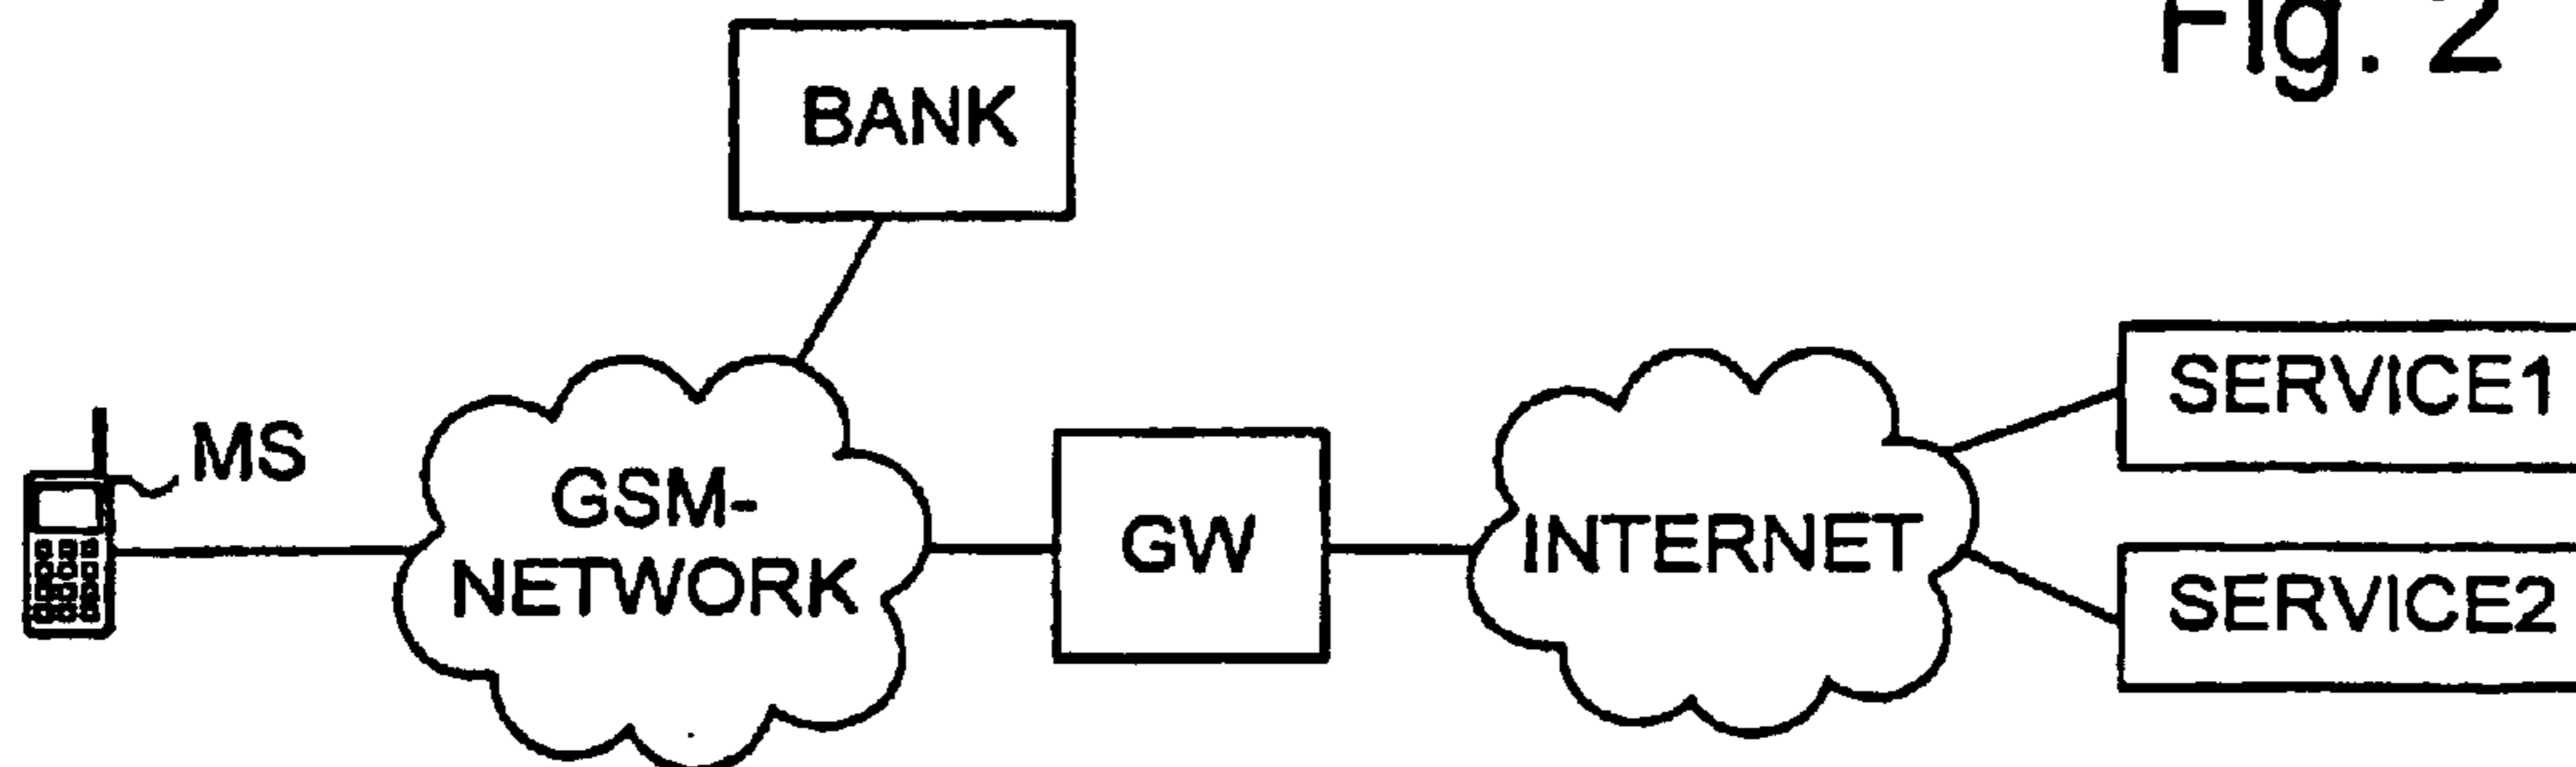 Fig. 2
BANK
MS
GSM-
NETWORK
GW
INTERNET
SERVICE1
SERVICE2